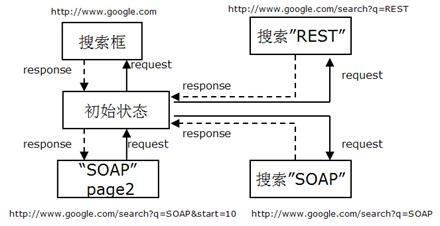 http://www.google.com
http://www.google.com/search?q=REST
搜索框
搜索”REST”
response
request
response
request
初始状态
response
request
response
request
“SOAP”
page2
搜索”SOAP”
http://www.google.com/search?q=SOAP&start=10
http://www.google.com/search?q=SOAP